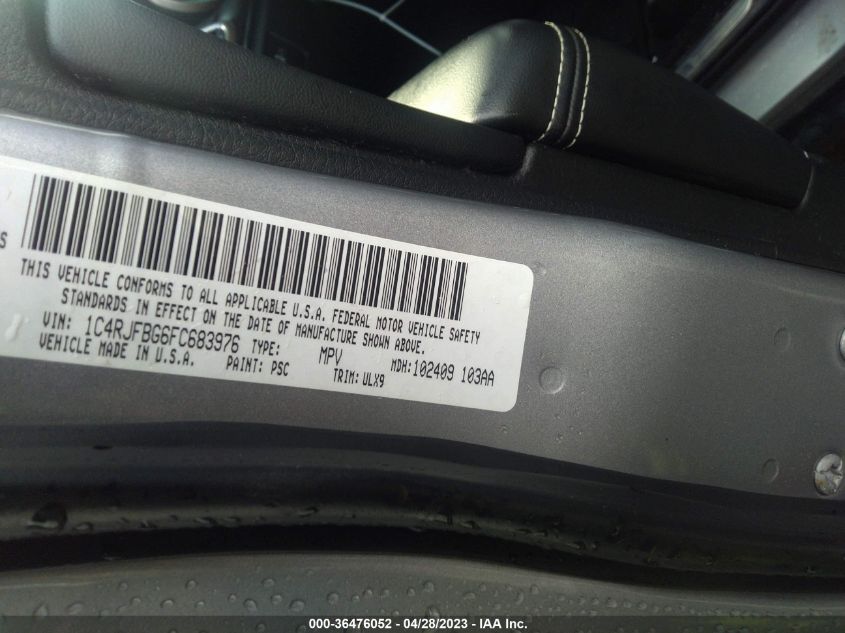 S
THIS VEHICLE CONFORMS TO ALL APPLICABLE U.S.A. FEDERAL MOTOR VEHICLE SAFETY
STANDARDS IN EFFECT ON THE DATE OF MANUFACTURE SHOWN ABOVE.
VIN: 1C4RJFBG6FC683976 TYPE: MPV MDH:102409 103AA
VEHICLE MADE IN U.S.A. PAINT: PSC TRIM: ULX9
000-36476052 - 04/28/2023 - IAA Inc.